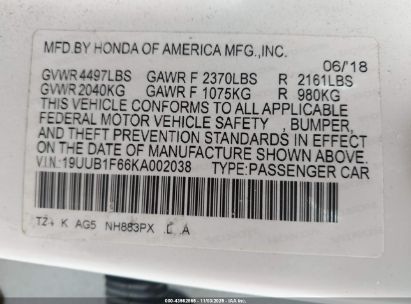 MFD.BY HONDA OF AMERICA MFG.,INC.
06/'18
GVWR 4497LBS GAWR F 2370LBS R 2161LBS
GVWR 2040KG GAWR F 1075KG R 980KG
THIS VEHICLE CONFORMS TO ALL APPLICABLE
FEDERAL MOTOR VEHICLE SAFETY , BUMPER,
AND THEFT PREVENTION STANDARDS IN EFFECT
ON THE DATE OF MANUFACTURE SHOWN ABOVE.
V.I.N.:19UUB1F66KA002038 TYPE:PASSENGER CAR
K AG5 NH883PX A